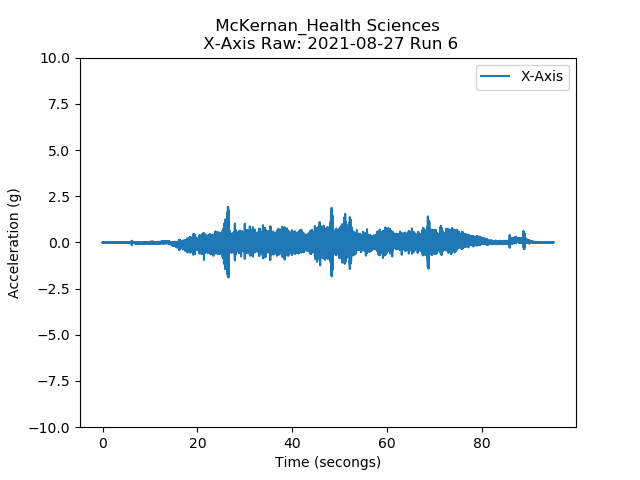 McKernan_Health Sciences
X-Axis Raw: 2021-08-27 Run 6
X-Axis
10.0
7.5
5.0
2.5
0.0
−2.5
−5.0
−7.5
−10.0
Acceleration (g)
0 20 40 60 80
Time (secongs)